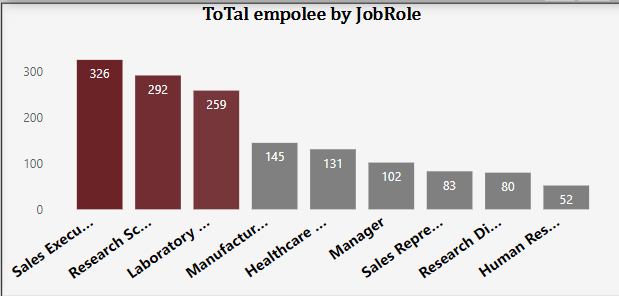 ToTal empolee by JobRole
300
200
100
0
326
292
259
145
131
102
83
80
52
Sales Execu...
Research Sc...
Laboratory ...
Manufactur...
Healthcare ...
Manager
Sales Repre...
Research Di...
Human Res...